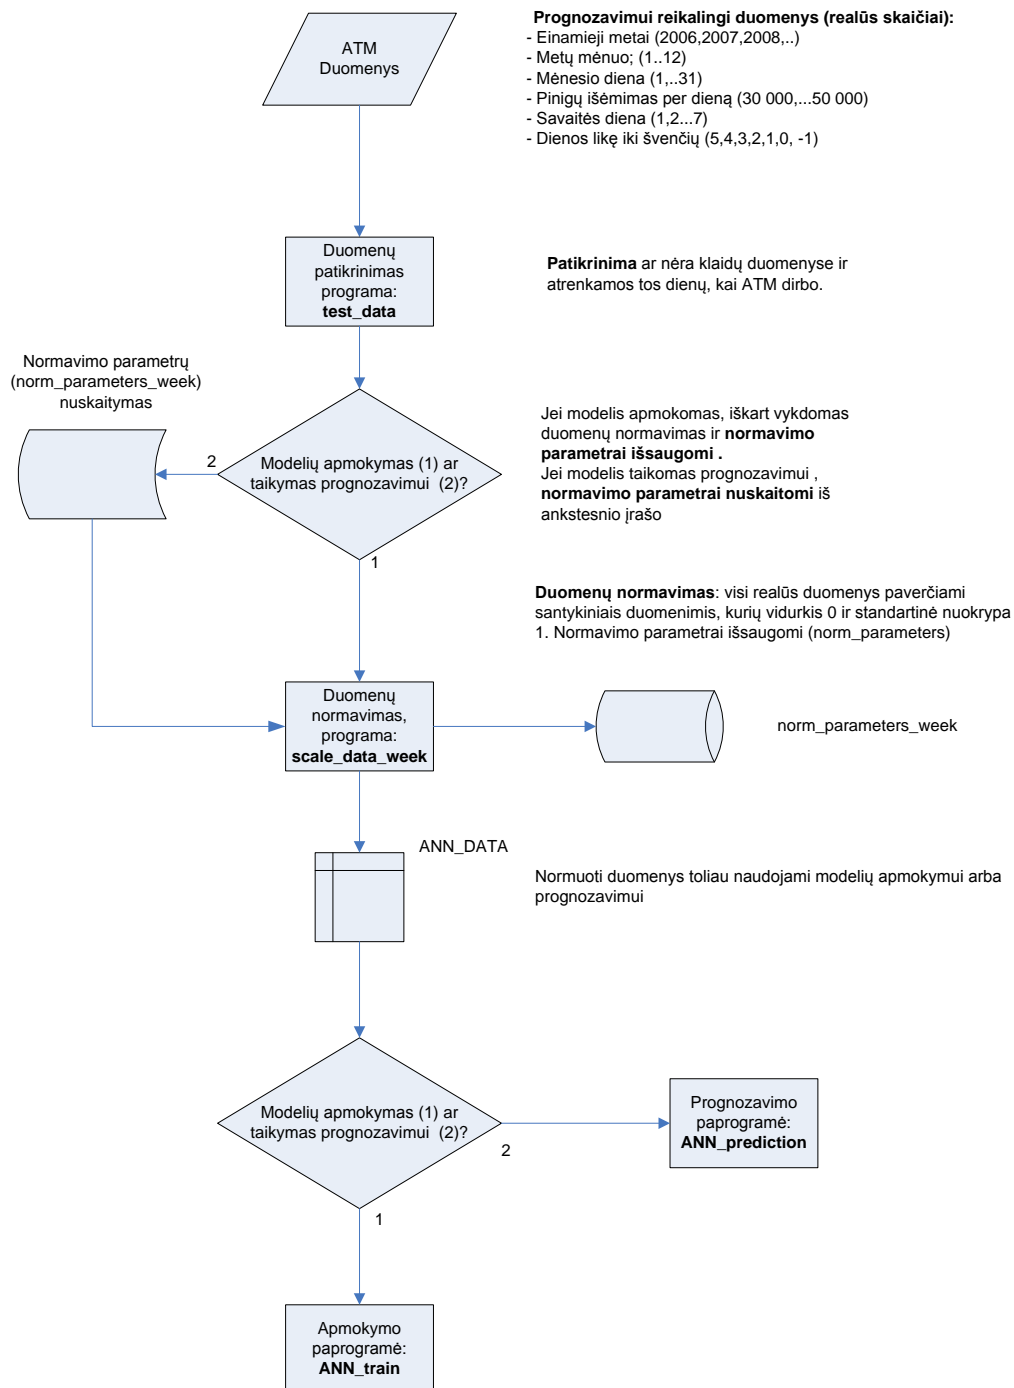 ATM
Duomenys
Prognozavimui reikalingi duomenys (realūs skaičiai):
- Einamieji metai (2006,2007,2008,..)
- Metų mėnuo; (1..12)
- Mėnesio diena (1,..31)
- Pinigų išėmimas per dieną (30 000,...50 000)
- Savaitės diena (1,2...7)
- Dienos likę iki švenčių (5,4,3,2,1,0, -1)
Duomenų
patikrinimas
programa:
test_data
Patikrinima ar nėra klaidų duomenyse ir
atrenkamos tos dienų, kai ATM dirbo.
Normavimo parametrų
(norm_parameters_week)
nuskaitymas
2
Modelių apmokymas (1) ar
taikymas prognozavimui (2)?
1
Jei modelis apmokomas, iškart vykdomas
duomenų normavimas ir normavimo
parametrai išsaugomi .
Jei modelis taikomas prognozavimui ,
normavimo parametrai nuskaitomi iš
ankstesnio įrašo
Duomenų normavimas: visi realūs duomenys paverčiami
santykiniais duomenimis, kurių vidurkis 0 ir standartinė nuokrypa
1. Normavimo parametrai išsaugomi (norm_parameters)
Duomenų
normavimas,
programa:
scale_data_week
norm_parameters_week
ANN_DATA
Normuoti duomenys toliau naudojami modelių apmokymui arba
prognozavimui
Modelių apmokymas (1) ar
taikymas prognozavimui (2)?
2
1
Prognozavimo
paprogramė:
ANN_prediction
Apmokymo
paprogramė:
ANN_train